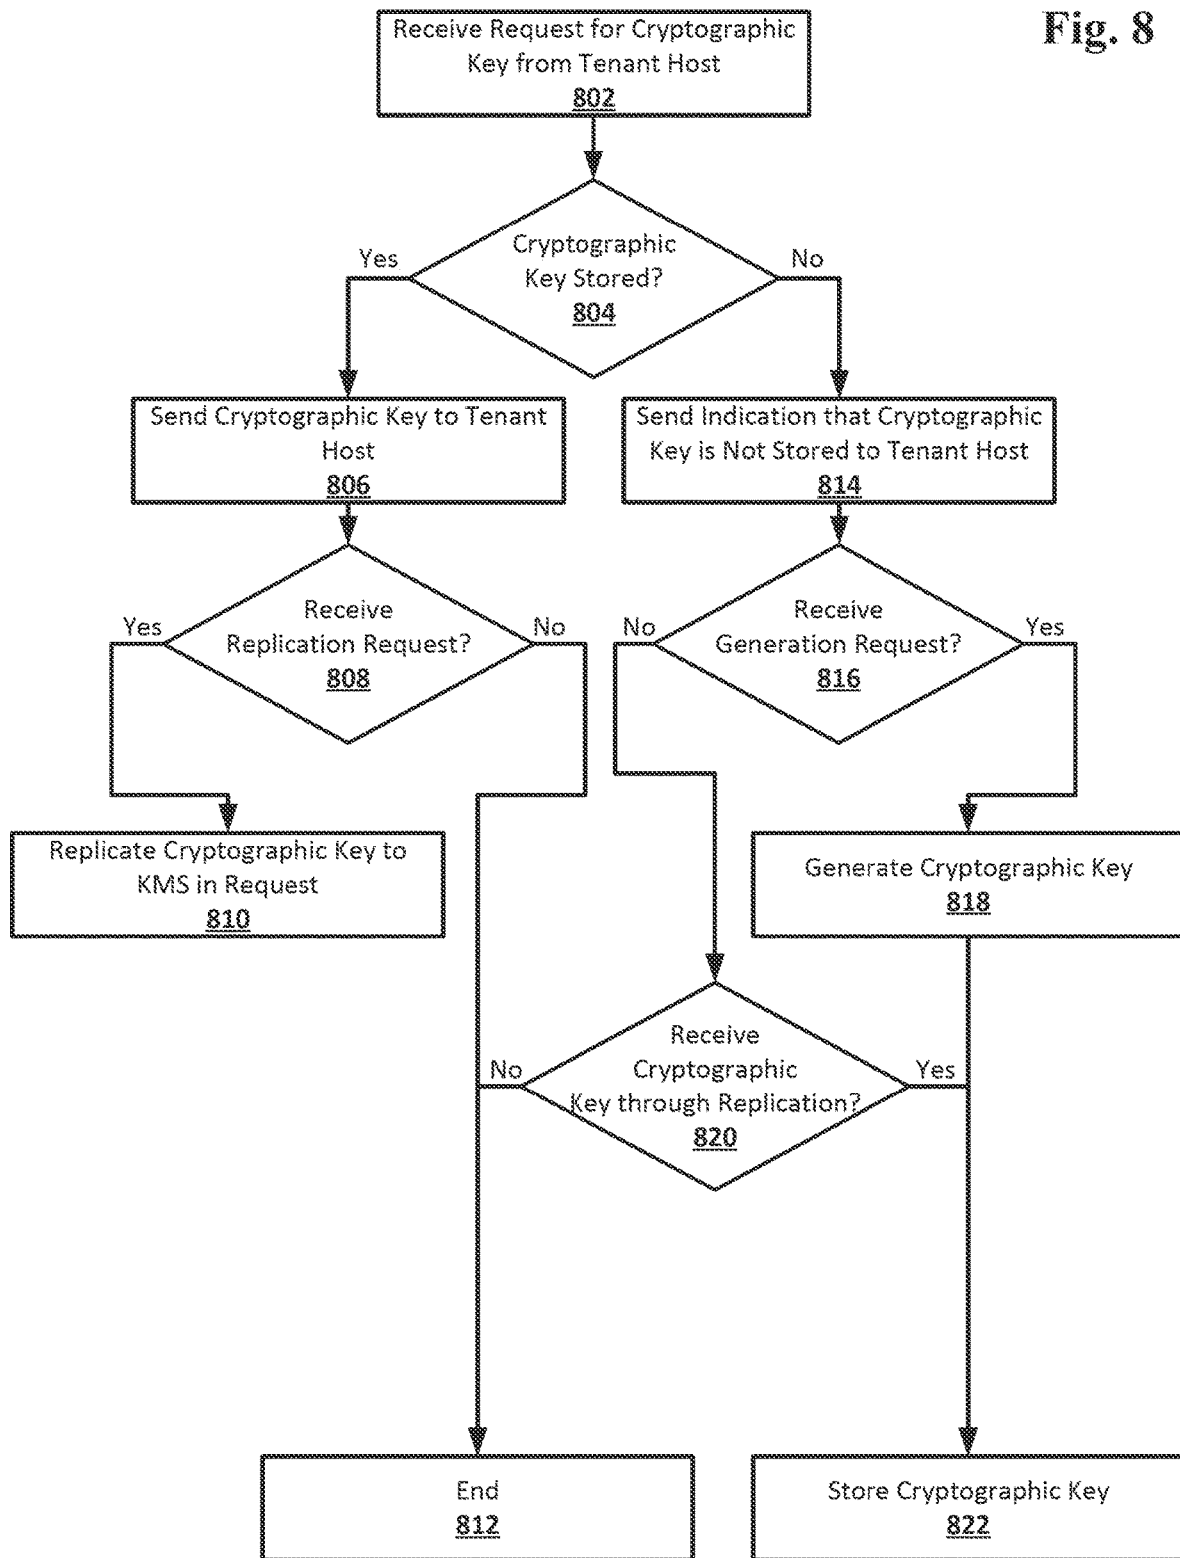 Fig. 8
Receive Request for Cryptographic
Key from Tenant Host
802
Cryptographic
Key Stored?
804
Yes
No
Send Cryptographic Key to Tenant
Host
806
Send Indication that Cryptographic
Key is Not Stored to Tenant Host
814
Receive
Replication Request?
808
Yes
No
Receive
Generation Request?
816
No
Yes
Replicate Cryptographic Key to
KMS in Request
810
Generate Cryptographic Key
818
Receive
Cryptographic
Key through Replication?
820
No
Yes
End
812
Store Cryptographic Key
822